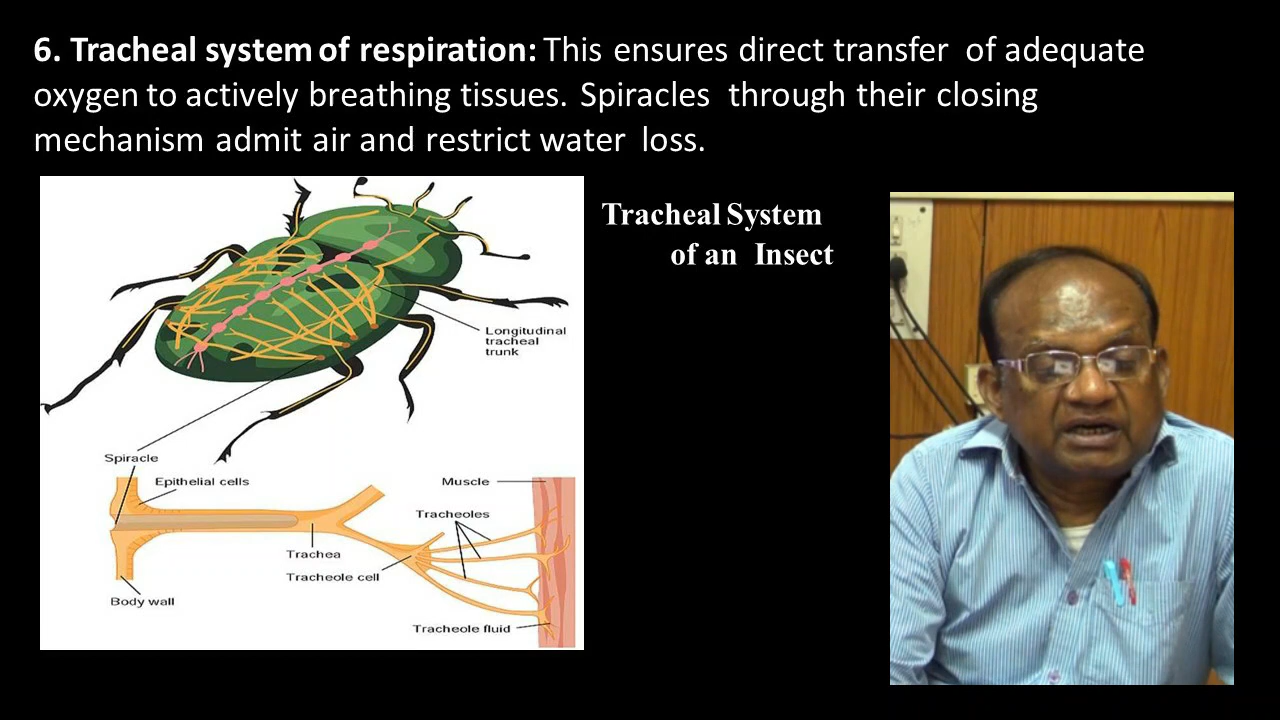 6. Tracheal system of respiration: This ensures direct transfer of adequate
oxygen to actively breathing tissues. Spiracles through their closing
mechanism admit air and restrict water loss.
Tracheal System
of an Insect
Longitudinal
tracheal
trunk
Spiracle
Epithelial cells
Muscle
Tracheoles
Trachea
Tracheole cell
Body wall
Tracheole fluid